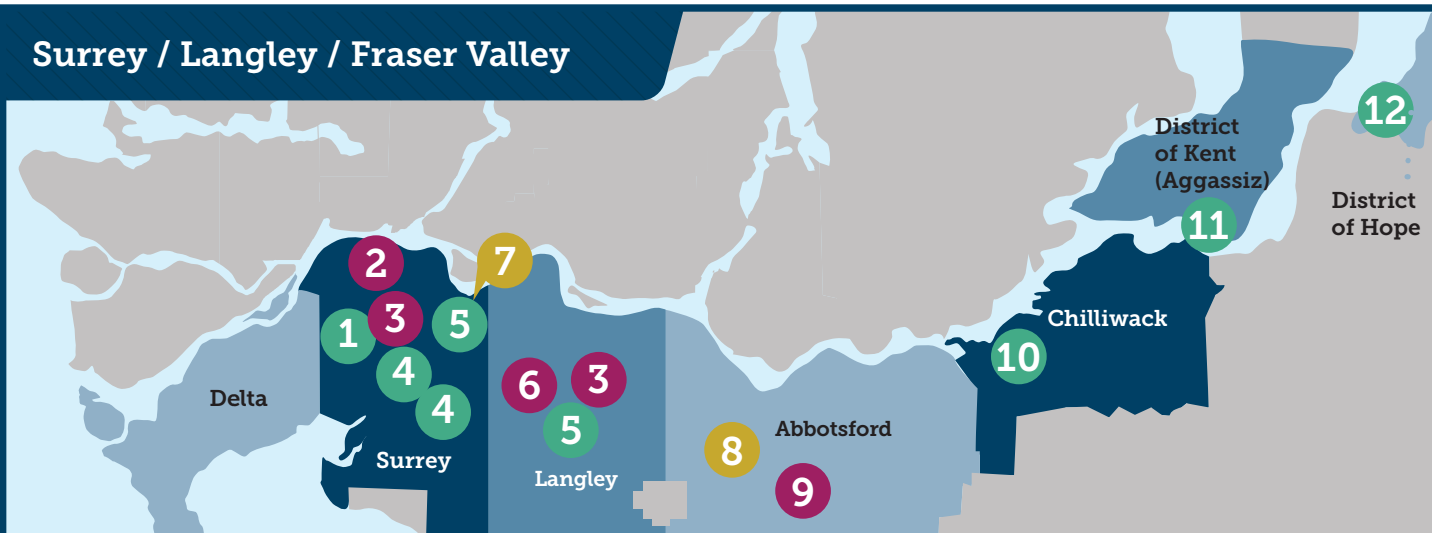 Surrey / Langley / Fraser Valley
12
District
of Kent
(Aggassiz)
District
of Hope
11
2
7
1
3
5
Chilliwack
10
4
4
Delta
6
3
5
Abbotsford
8
Surrey
Langley
9